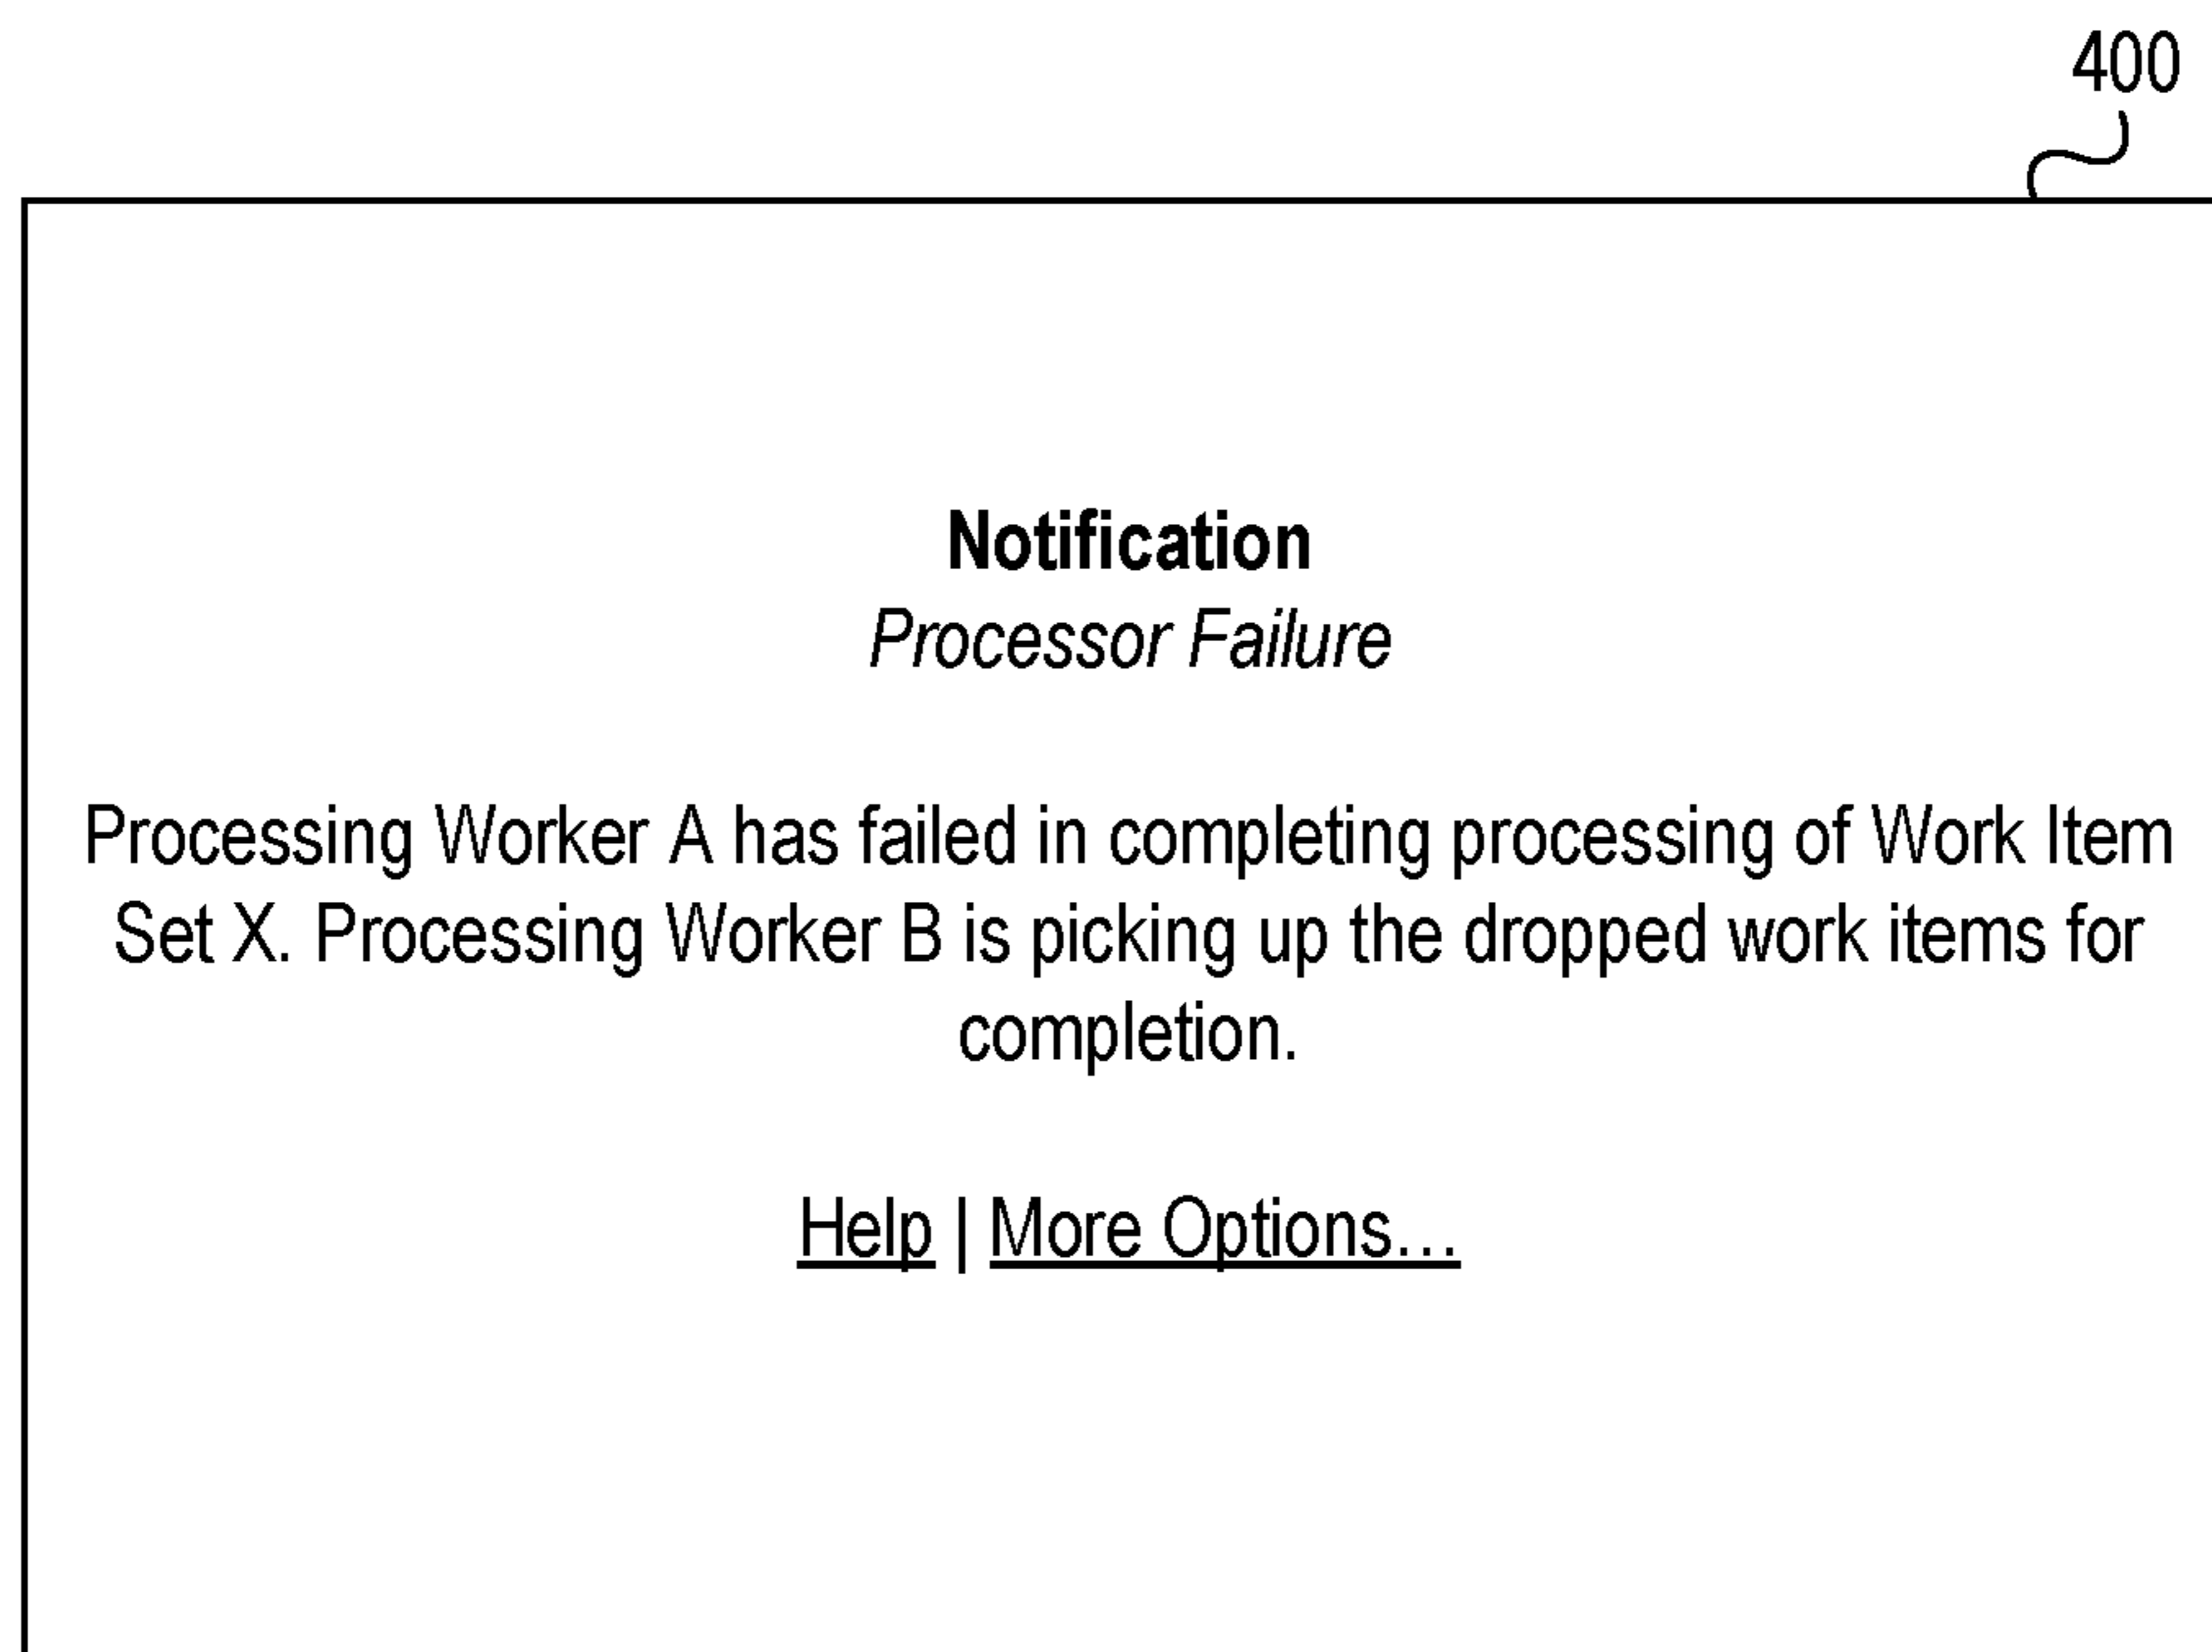 400
Notification
Processor Failure
Processing Worker A has failed in completing processing of Work Item
Set X. Processing Worker B is picking up the dropped work items for
completion.
Help | More Options...